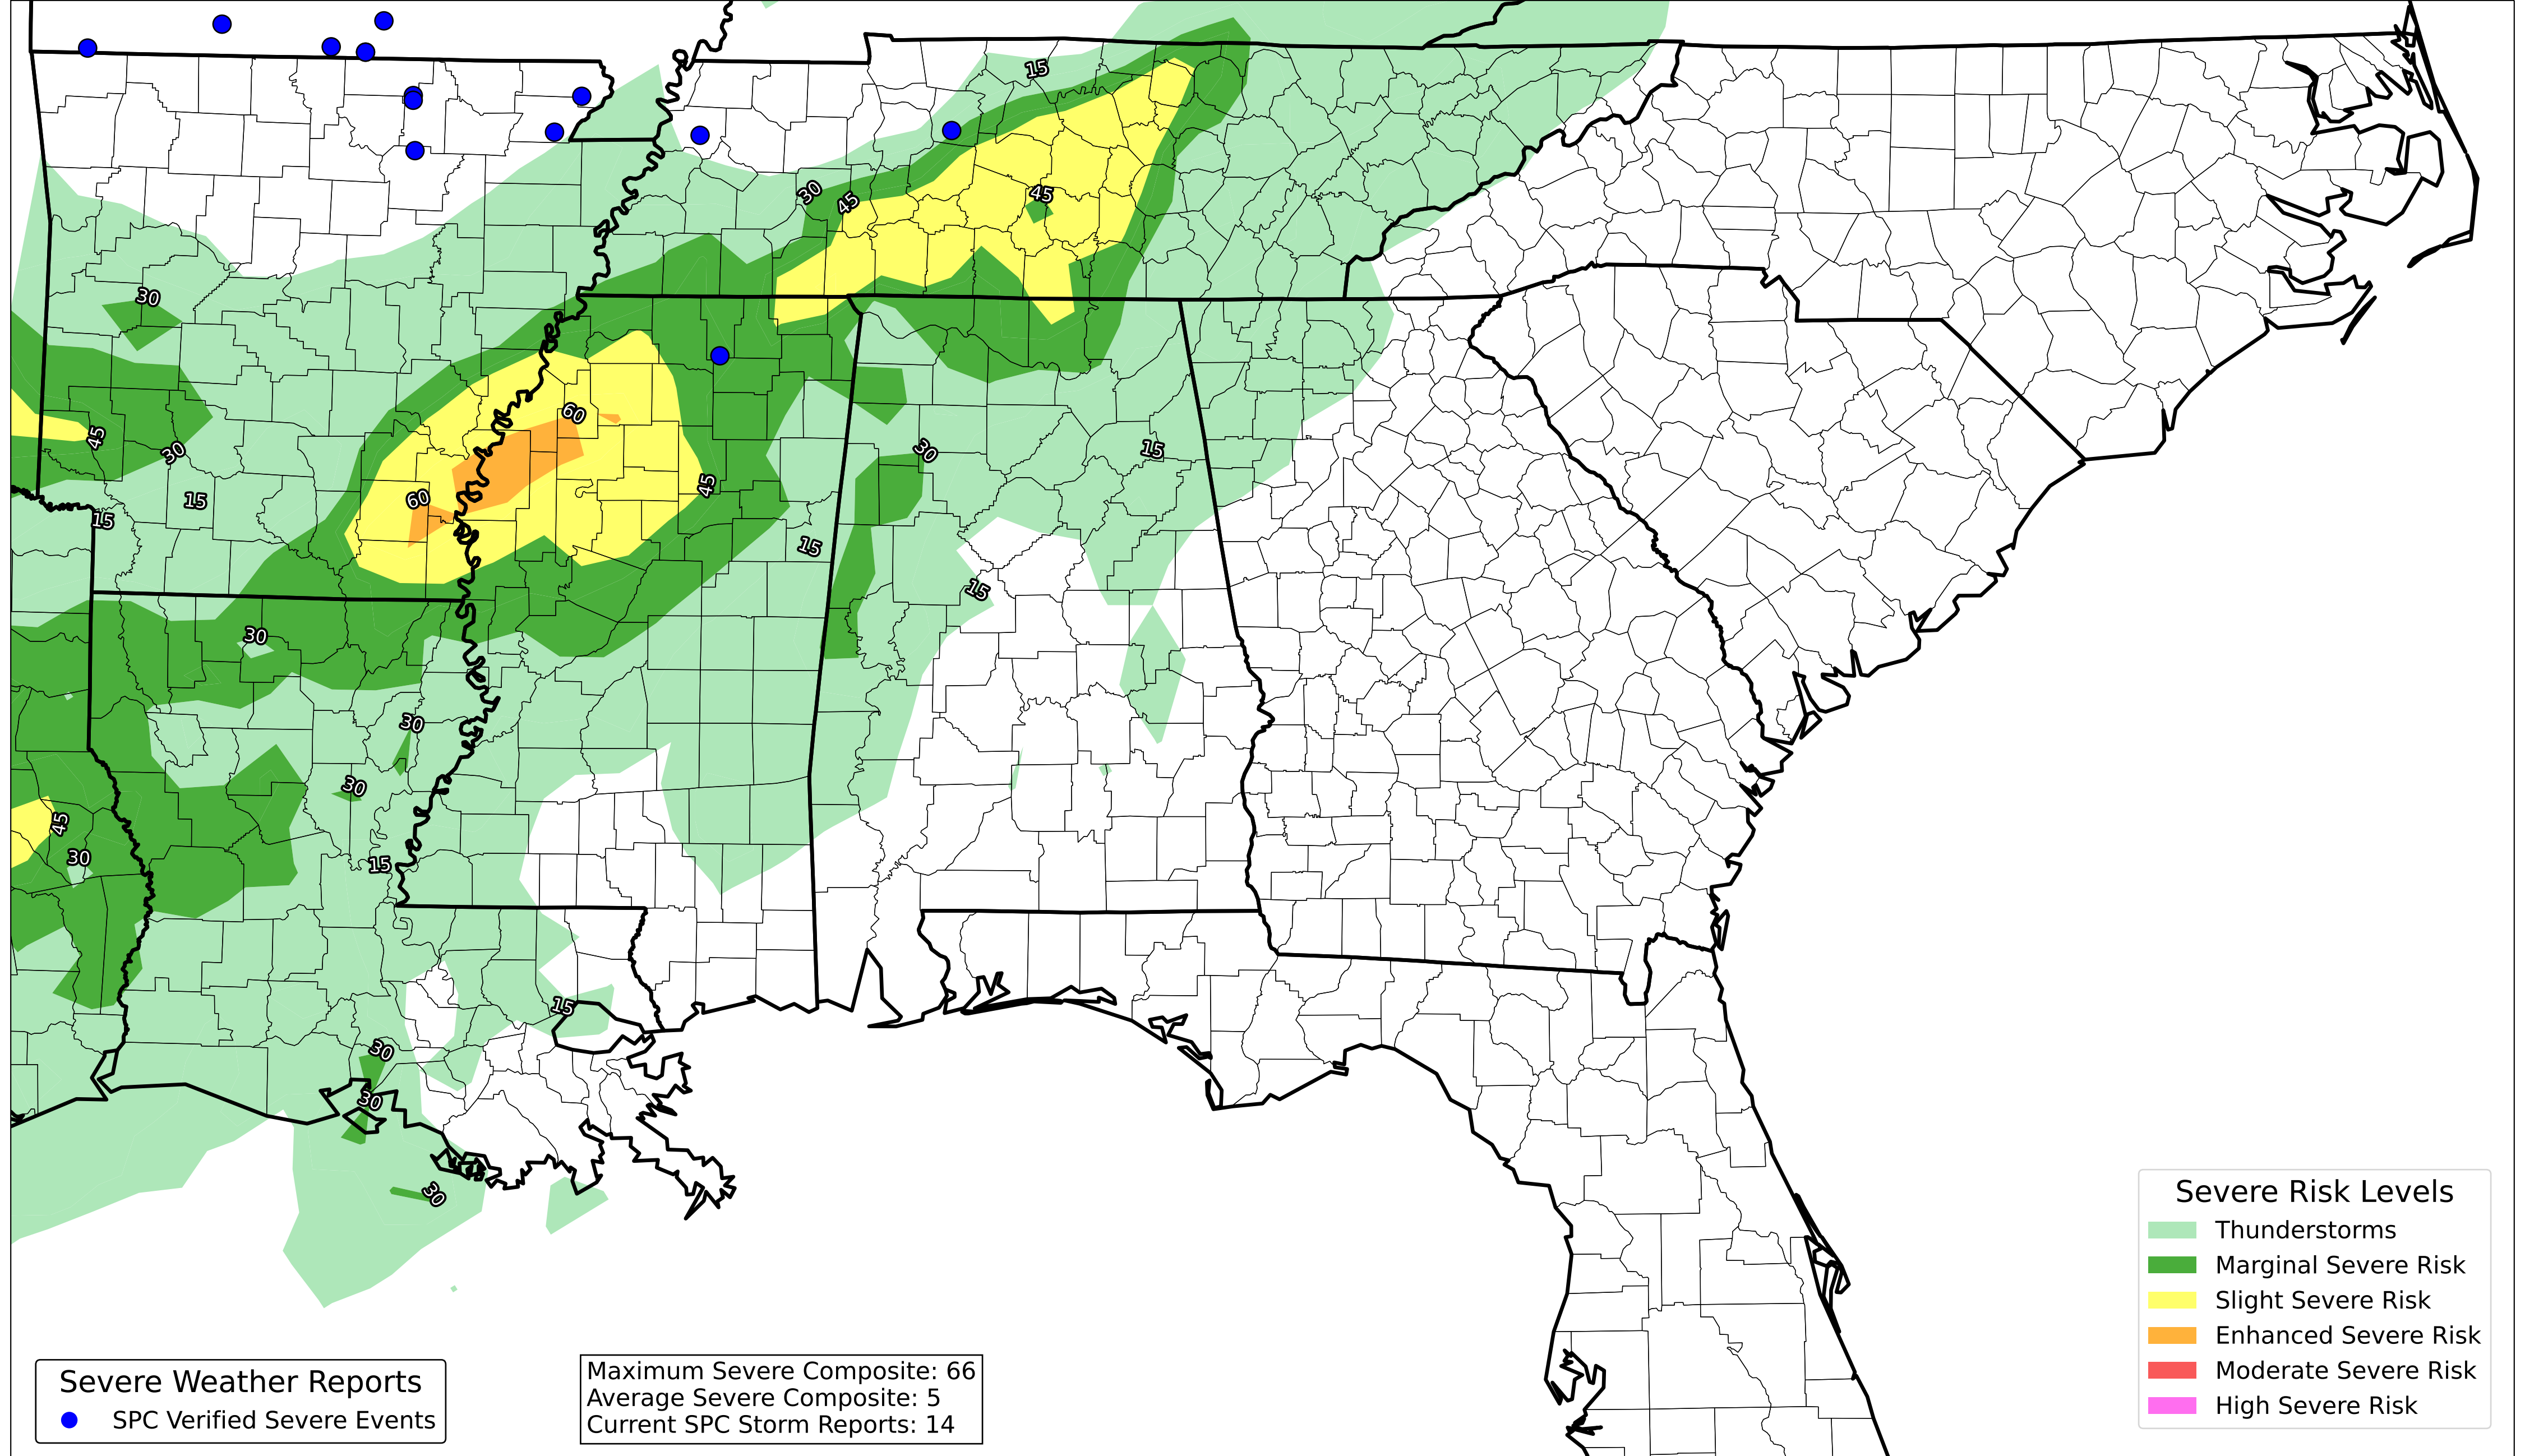 15
30
45
45
30
60
45
30
30
15
60
45
15
15
15
15
15
30
30
30
45
30
15
15
30
30
30
Severe Risk Levels
Thunderstorms
Marginal Severe Risk
Slight Severe Risk
Enhanced Severe Risk
Moderate Severe Risk
High Severe Risk
Severe Weather Reports
SPC Verified Severe Events
Maximum Severe Composite: 66
Average Severe Composite: 5
Current SPC Storm Reports: 14